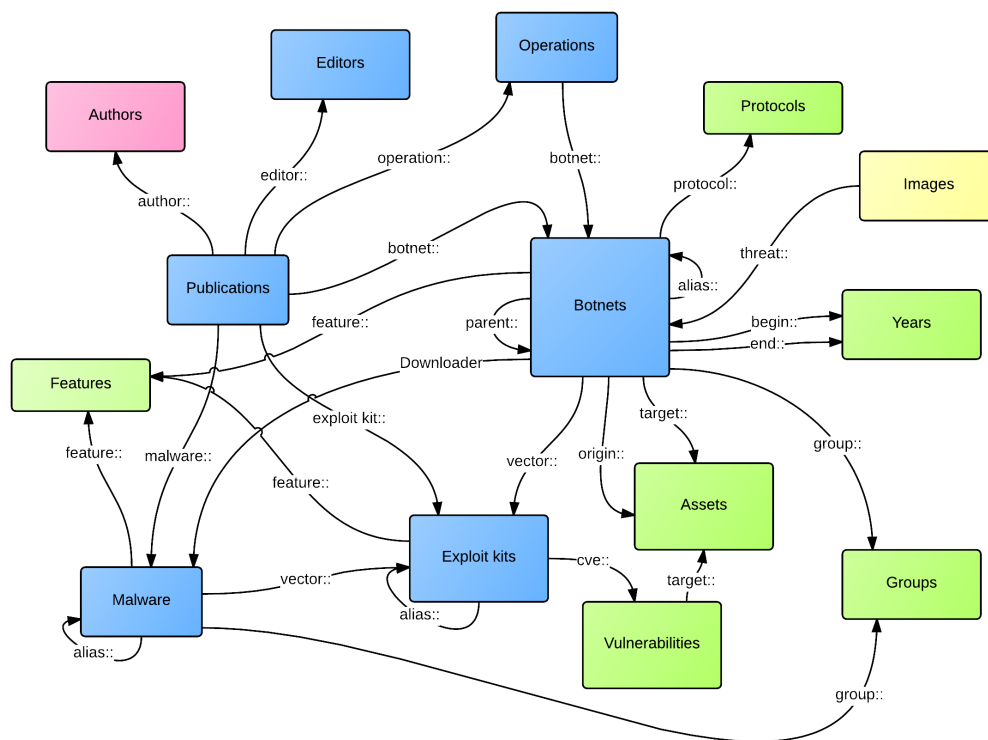 Operations
Editors
Protocols
Authors
operation::
botnet::
editor::
protocol::
Images
author::
botnet::
threat::
Publications
alias::
Botnets
feature::
parent::
begin::
Years
end::
Downloader
Features
exploit kit::
target::
feature::
malware::
origin::
group::
vector::
feature::
Assets
Exploit kits
cve::
vector::
target::
Groups
Malware
alias::
Vulnerabilities
alias::
group::